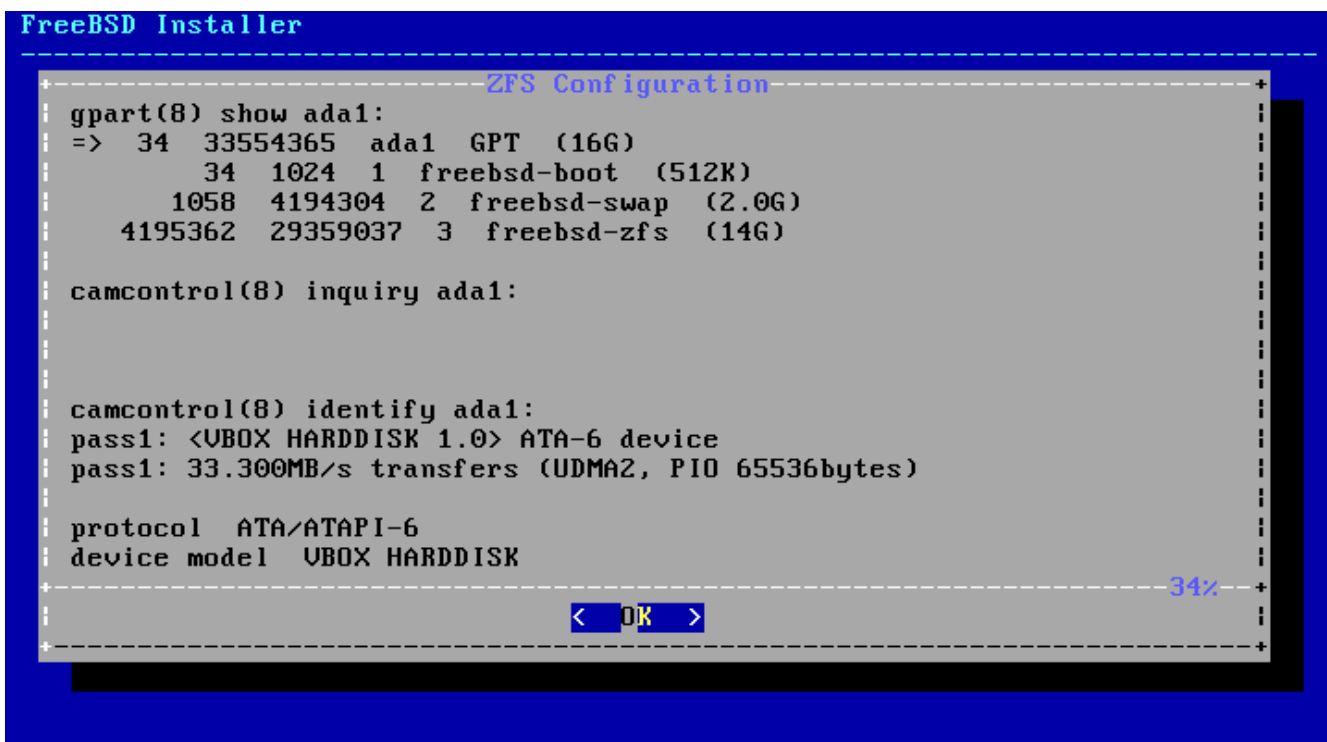 FreeBSD Installer
ZFS Configuration
gpart(8) show ada1:
=> 34 33554365 ada1 GPT (16G)
34 1024 1 freebsd-boot (512K)
1058 4194304 2 freebsd-swap (2.0G)
4195362 29359037 3 freebsd-zfs (14G)
camcontrol(8) inquiry ada1:
camcontrol(8) identify ada1:
pass1: <VBOX HARDDISK 1.0> ATA-6 device
pass1: 33.300MB/s transfers (UDMA2, PIO 65536bytes)
protocol ATA/ATAPI-6
device model VBOX HARDDISK
34%
< OK >